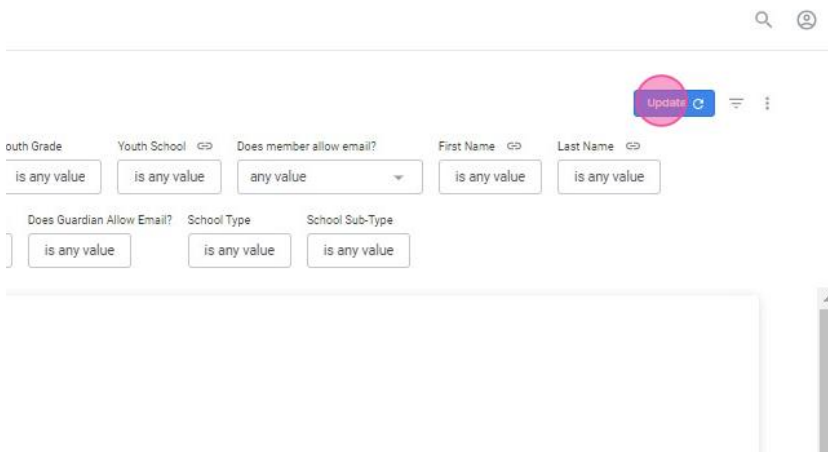 Update
outh Grade Youth School Does member allow email? First Name Last Name
is any value is any value any value is any value is any value
Does Guardian Allow Email? School Type School Sub-Type
is any value is any value is any value